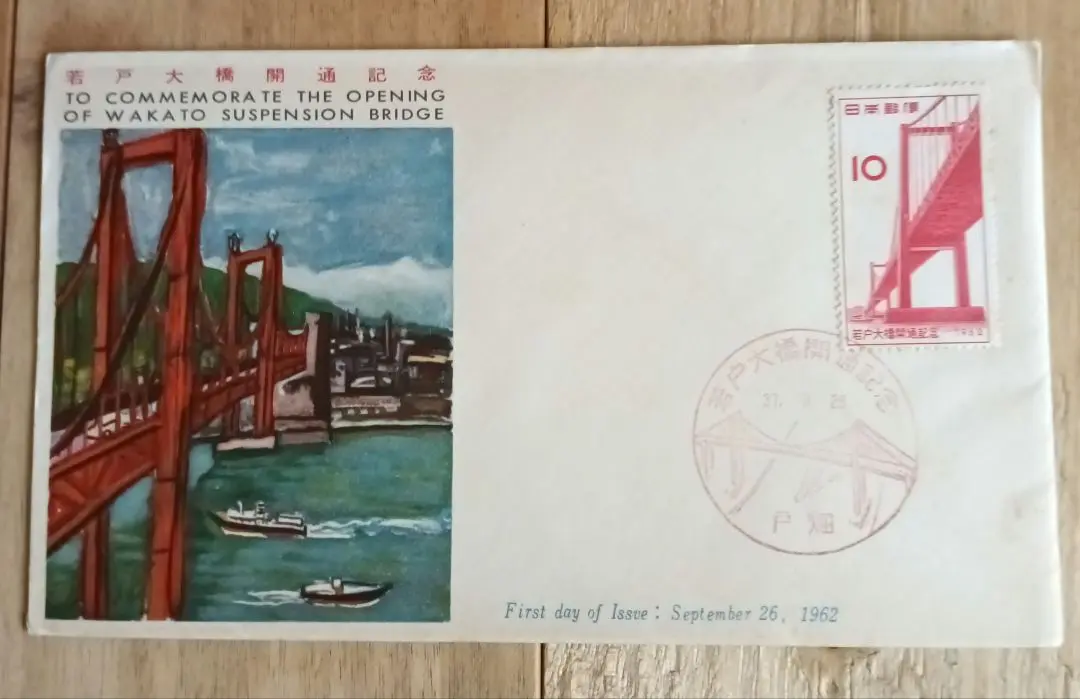 若戸大橋開通記念
TO COMMEMORATE THE OPENING
OF WAKATO SUSPENSION BRIDGE
日本郵便
10
若戸大橋開通記念 1962
若戸大橋開通記念
37. 9. 26
戸畑
First day of Issue : September 26, 1962